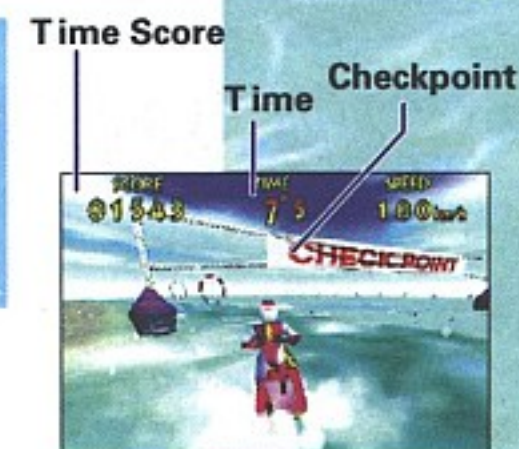 Time Score
Time
Checkpoint
SCORE TIME SPEED
01543 7"5 100km/h
CHECKPOINT